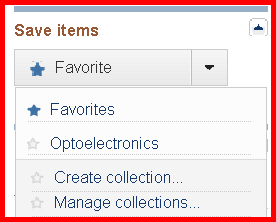 Save items
Favorite
Favorites
Optoelectronics
Create collection...
Manage collections...